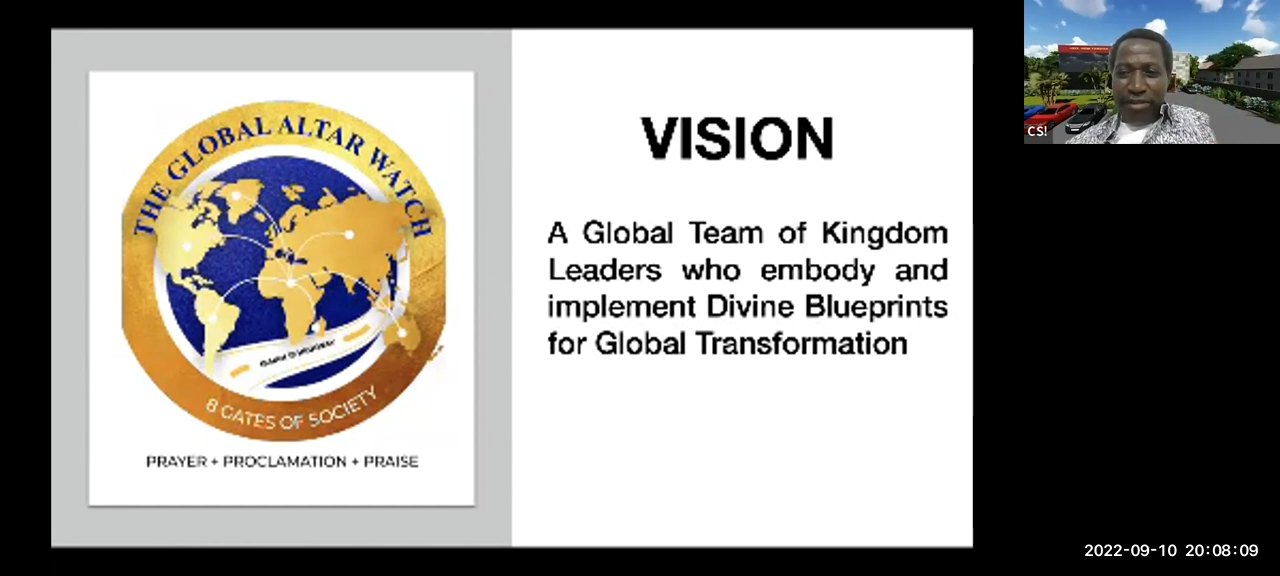 THE GLOBAL ALTAR WATCH
8 GATES OF SOCIETY
PRAYER + PROCLAMATION + PRAISE
VISION
A Global Team of Kingdom
Leaders who embody and
implement Divine Blueprints
for Global Transformation
CS!
2022-09-10 20:08:09